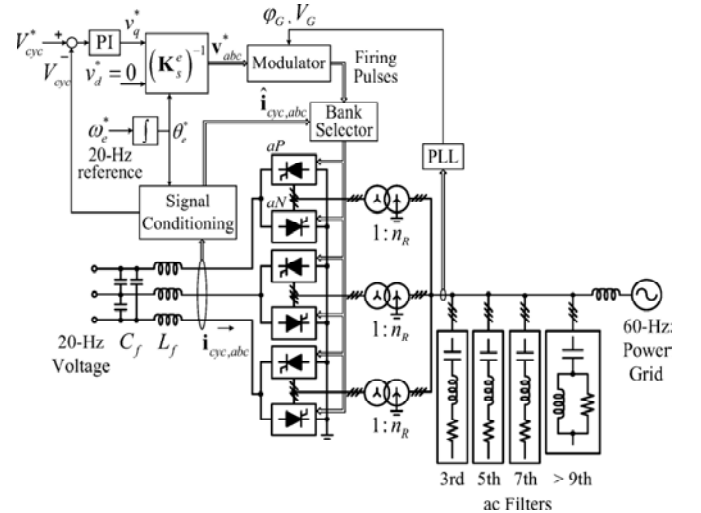 φ_G, V_G
V*_cyc
+
−
V_cyc
PI
v*_q
v*_d = 0
(K^e_s)^−1
v*_abc
Modulator
Firing
Pulses
î_cyc,abc
Bank
Selector
ω*_e
∫
θ*_e
20-Hz
reference
PLL
aP
aN
Signal
Conditioning
1:n_R
1:n_R
1:n_R
20-Hz
Voltage
C_f
L_f
i_cyc,abc
60-Hz
Power
Grid
3rd
5th
7th
> 9th
ac Filters